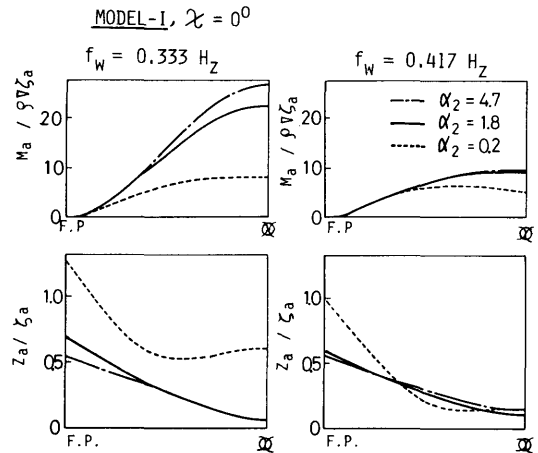 MODEL-I, χ = 0⁰
f_W = 0.333 H_Z
f_W = 0.417 H_Z
M_a / ρ∇ζ_a
20
10
0
F.P.
M_a / ρ∇ζ_a
20
10
0
F.P.
α_2 = 4.7
α_2 = 1.8
α_2 = 0.2
Z_a / ζ_a
1.0
0.5
0
F.P.
Z_a / ζ_a
1.0
0.5
0
F.P.